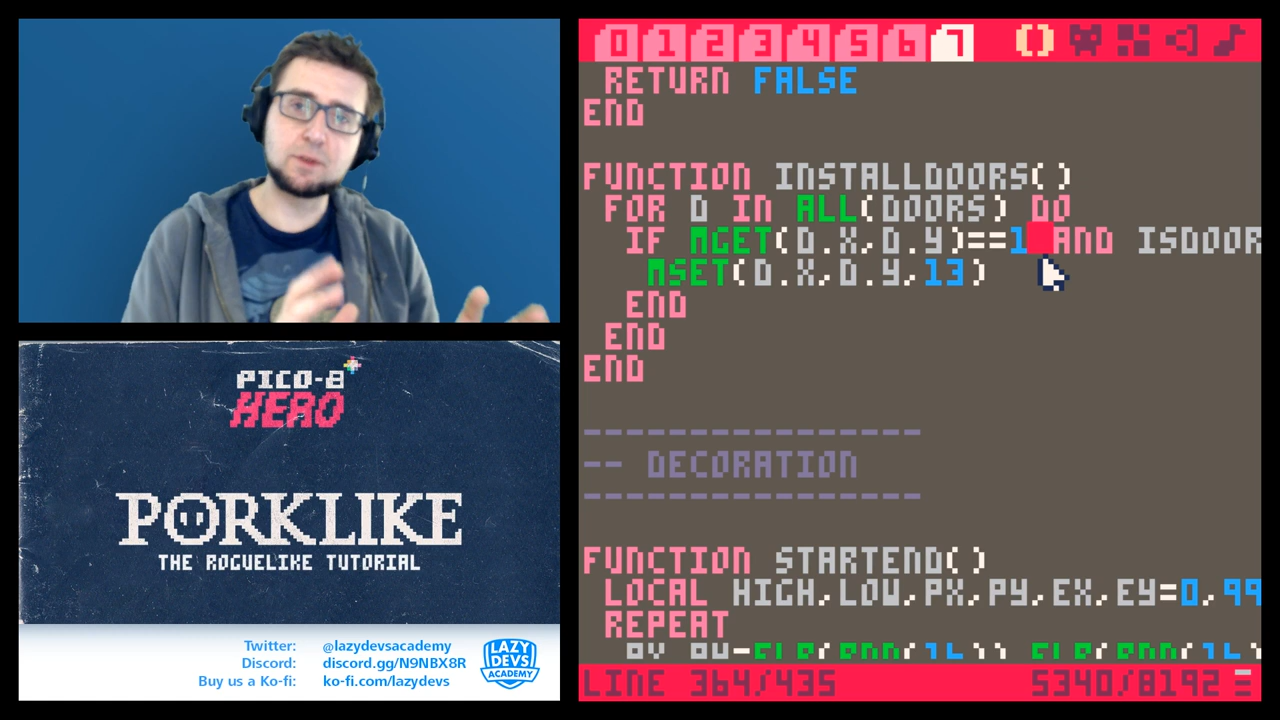 0 1 2 3 4 5 6 7 ()
RETURN FALSE
END
FUNCTION INSTALLDOORS()
FOR D IN ALL(DOORS) DO
IF MGET(D.X,D.Y)==1 AND ISDOOR
MSET(D.X,D.Y,13)
END
END
END
----------------
-- DECORATION
----------------
FUNCTION STARTEND()
LOCAL HIGH,LOW,PX,PY,EX,EY=0,99
REPEAT
LINE 364/435 5340/8192
PICO-8
HERO
PORKLIKE
THE ROGUELIKE TUTORIAL
Twitter: @lazydevsacademy
Discord: discord.gg/N9NBX8R
Buy us a Ko-fi: ko-fi.com/lazydevs
LAZY
DEVS
ACADEMY